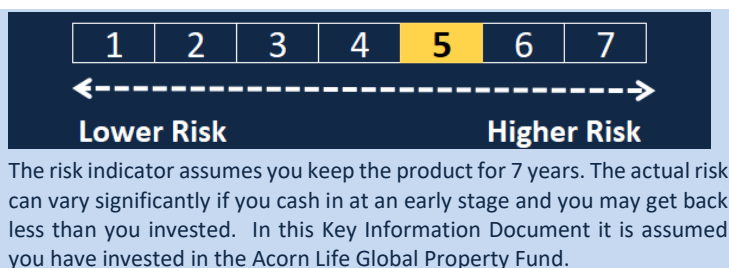 1 2 3 4 5 6 7
Lower Risk Higher Risk
The risk indicator assumes you keep the product for 7 years. The actual risk
can vary significantly if you cash in at an early stage and you may get back
less than you invested. In this Key Information Document it is assumed
you have invested in the Acorn Life Global Property Fund.